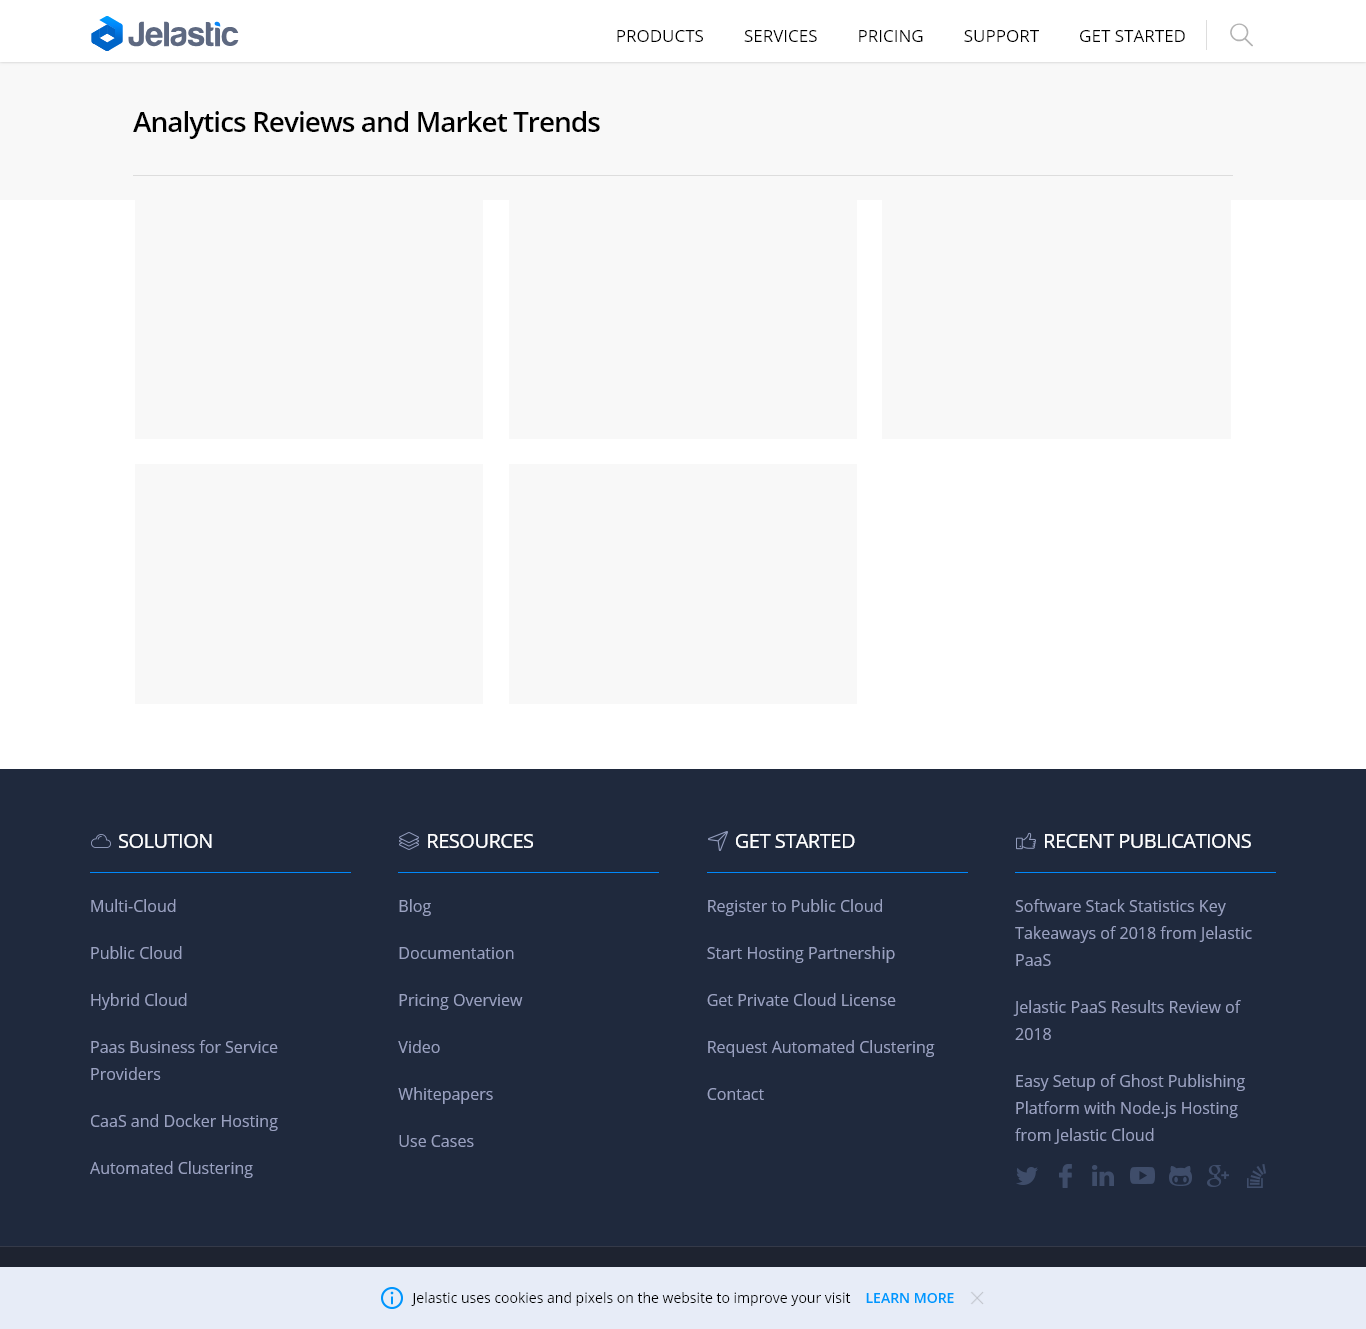 Jelastic
PRODUCTS SERVICES PRICING SUPPORT GET STARTED
Analytics Reviews and Market Trends
SOLUTION
Multi-Cloud
Public Cloud
Hybrid Cloud
Paas Business for Service
Providers
CaaS and Docker Hosting
Automated Clustering
RESOURCES
Blog
Documentation
Pricing Overview
Video
Whitepapers
Use Cases
GET STARTED
Register to Public Cloud
Start Hosting Partnership
Get Private Cloud License
Request Automated Clustering
Contact
RECENT PUBLICATIONS
Software Stack Statistics Key
Takeaways of 2018 from Jelastic
PaaS
Jelastic PaaS Results Review of
2018
Easy Setup of Ghost Publishing
Platform with Node.js Hosting
from Jelastic Cloud
Jelastic uses cookies and pixels on the website to improve your visit LEARN MORE